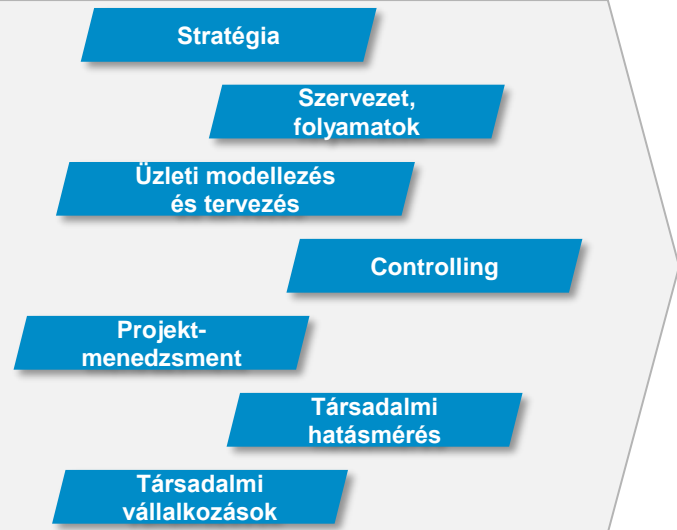 Stratégia
Szervezet,
folyamatok
Üzleti modellezés
és tervezés
Controlling
Projekt-
menedzsment
Társadalmi
hatásmérés
Társadalmi
vállalkozások